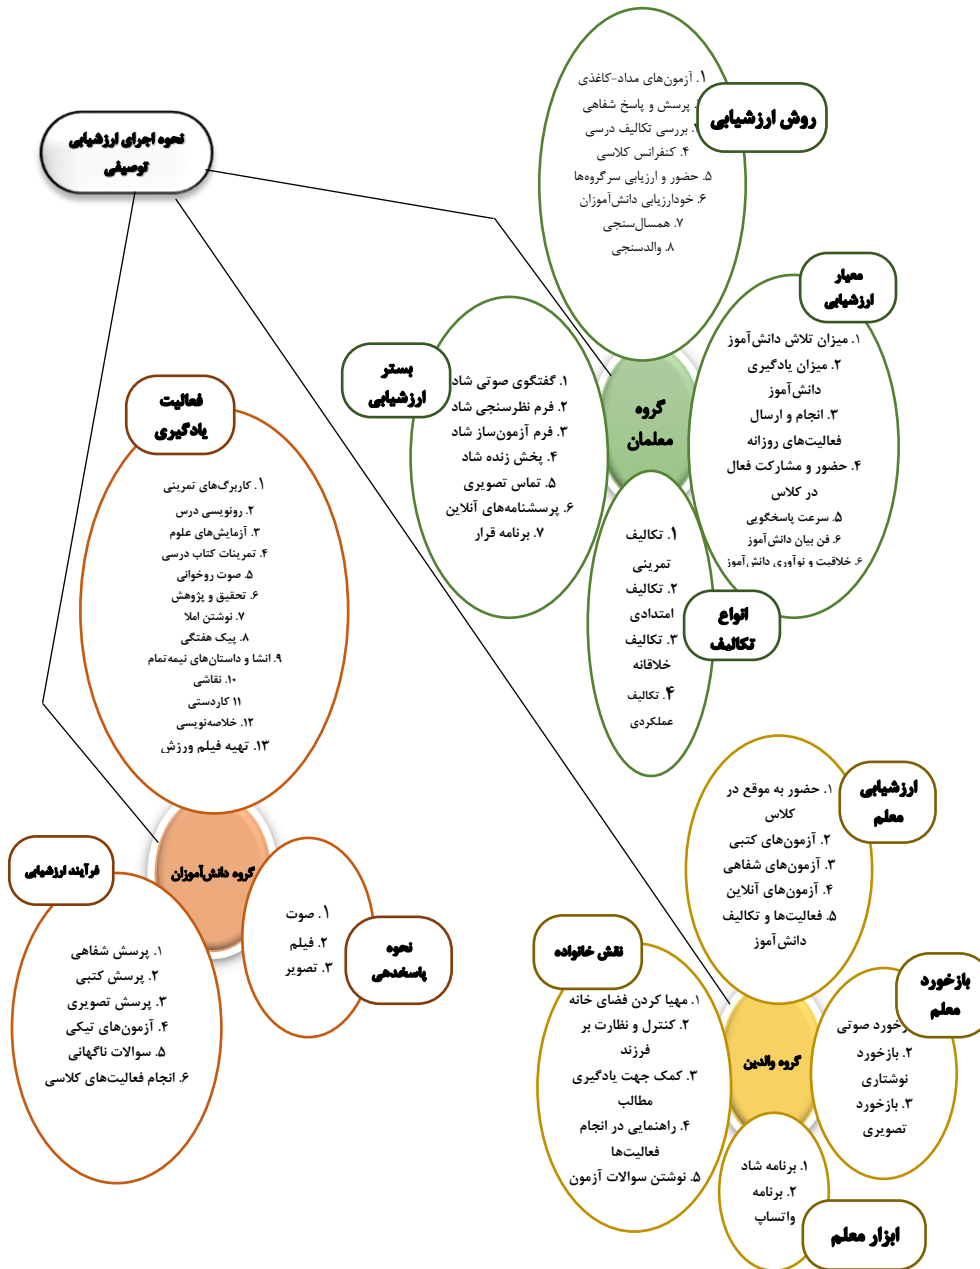 نحوه اجرای ارزشیابی
توصیفی
روش ارزشیابی
۱. آزمون‌های مداد-کاغذی
پرسش و پاسخ شفاهی
. بررسی تکالیف درسی
۴. کنفرانس کلاسی
۵. حضور و ارزیابی سرگروه‌ها
۶. خودارزیابی دانش‌آموزان
۷. همسال‌سنجی
۸. والدسنجی
معیار
ارزشیابی
۱. میزان تلاش دانش‌آموز
۲. میزان یادگیری
دانش‌آموز
۳. انجام و ارسال
فعالیت‌های روزانه
۴. حضور و مشارکت فعال
در کلاس
۵. سرعت پاسخگویی
۶. فن بیان دانش‌آموز
۶. خلاقیت و نوآوری دانش‌آموز
بستر
ارزشیابی
۱. گفتگوی صوتی شاد
۲. فرم نظرسنجی شاد
۳. فرم آزمون‌ساز شاد
۴. پخش زنده شاد
۵. تماس تصویری
۶. پرسشنامه‌های آنلاین
۷. برنامه قرار
گروه
معلمان
انواع
تکالیف
۱. تکالیف
تمرینی
۲. تکالیف
امتدادی
۳. تکالیف
خلاقانه
۴. تکالیف
عملکردی
فعالیت
یادگیری
۱. کاربرگ‌های تمرینی
۲. رونویسی درس
۳. آزمایش‌های علوم
۴. تمرینات کتاب درسی
۵. صوت روخوانی
۶. تحقیق و پژوهش
۷. نوشتن املا
۸. پیک هفتگی
۹. انشا و داستان‌های نیمه‌تمام
۱۰. نقاشی
۱۱ کاردستی
۱۲. خلاصه‌نویسی
۱۳. تهیه فیلم ورزش
گروه دانش‌آموزان
فرآیند ارزشیابی
۱. پرسش شفاهی
۲. پرسش کتبی
۳. پرسش تصویری
۴. آزمون‌های تیکی
۵. سوالات ناگهانی
۶. انجام فعالیت‌های کلاسی
نحوه
پاسخدهی
۱. صوت
۲. فیلم
۳. تصویر
ارزشیابی
معلم
۱. حضور به موقع در
کلاس
۲. آزمون‌های کتبی
۳. آزمون‌های شفاهی
۴. آزمون‌های آنلاین
۵. فعالیت‌ها و تکالیف
دانش‌آموز
نقش خانواده
۱. مهیا کردن فضای خانه
۲. کنترل و نظارت بر
فرزند
۳. کمک جهت یادگیری
مطالب
۴. راهنمایی در انجام
فعالیت‌ها
۵. نوشتن سوالات آزمون
گروه والدین
بازخورد
معلم
صوتی
۲. بازخورد
نوشتاری
۳. بازخورد
تصویری
۱. برنامه شاد
۲. برنامه
واتساپ
ابزار معلم